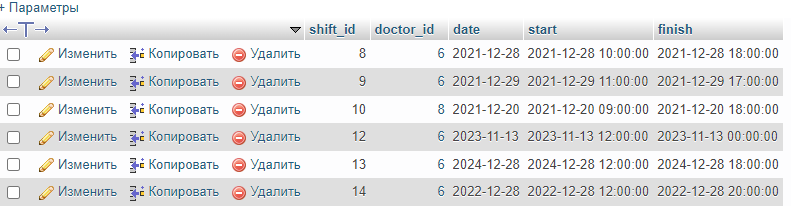 + Параметры
←T→ shift_id doctor_id date start finish
Изменить Копировать Удалить 8 6 2021-12-28 2021-12-28 10:00:00 2021-12-28 18:00:00
Изменить Копировать Удалить 9 6 2021-12-29 2021-12-29 11:00:00 2021-12-29 17:00:00
Изменить Копировать Удалить 10 8 2021-12-20 2021-12-20 09:00:00 2021-12-20 18:00:00
Изменить Копировать Удалить 12 6 2023-11-13 2023-11-13 12:00:00 2023-11-13 00:00:00
Изменить Копировать Удалить 13 6 2024-12-28 2024-12-28 12:00:00 2024-12-28 18:00:00
Изменить Копировать Удалить 14 6 2022-12-28 2022-12-28 12:00:00 2022-12-28 20:00:00